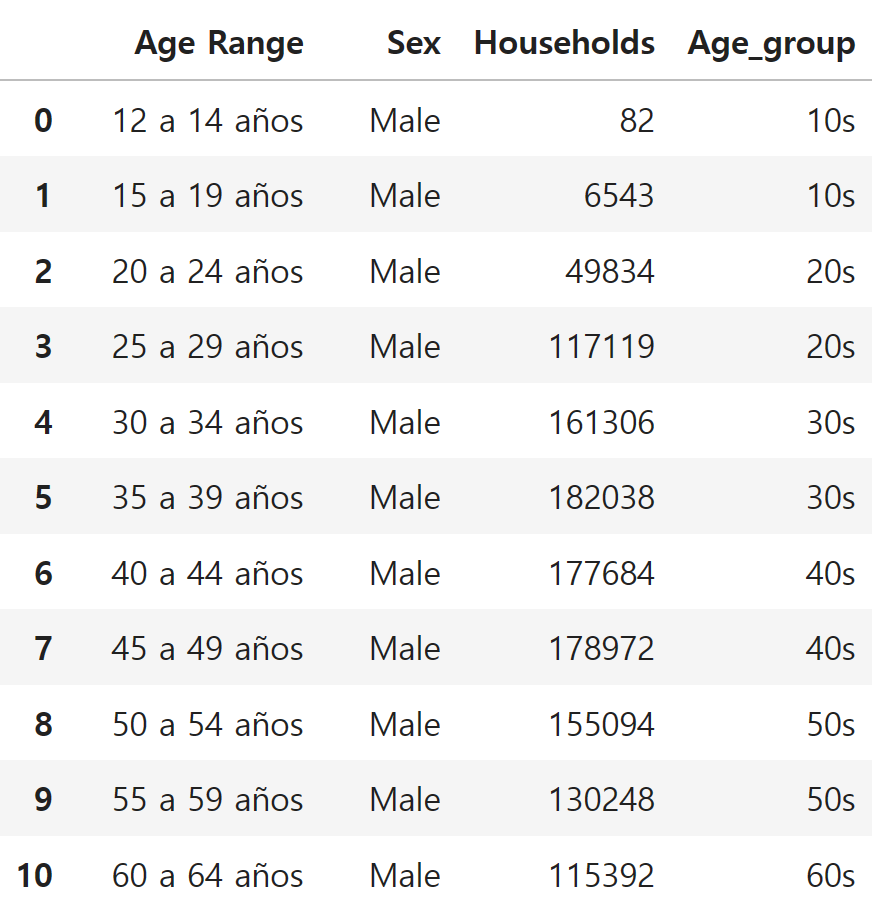 Age Range Sex Households Age_group
0 12 a 14 años Male 82 10s
1 15 a 19 años Male 6543 10s
2 20 a 24 años Male 49834 20s
3 25 a 29 años Male 117119 20s
4 30 a 34 años Male 161306 30s
5 35 a 39 años Male 182038 30s
6 40 a 44 años Male 177684 40s
7 45 a 49 años Male 178972 40s
8 50 a 54 años Male 155094 50s
9 55 a 59 años Male 130248 50s
10 60 a 64 años Male 115392 60s